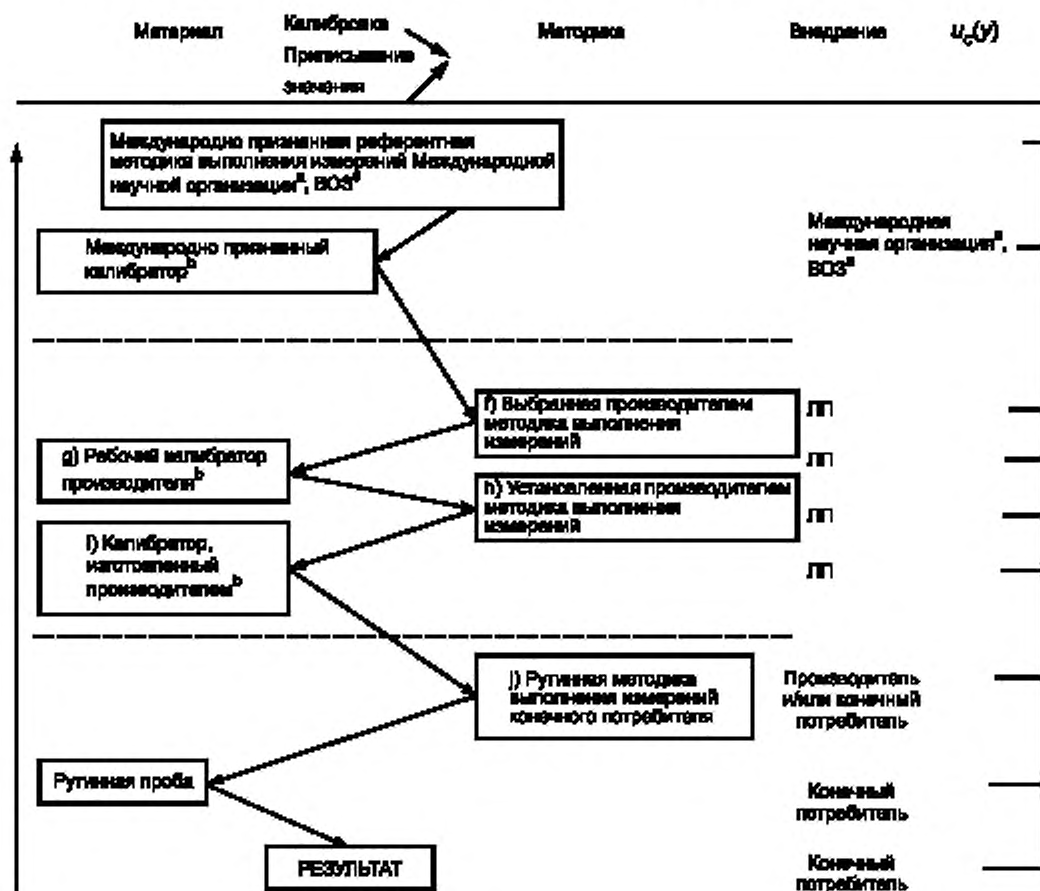 Материал
Калибровка
Приписывание
значения
Методика
Внедрение
u_c(y)
Международно признанная референтная
методика выполнения измерений Международной
научной организации^a, ВОЗ^a
Международно признанный
калибратор^b
Международная
научная организация^a,
ВОЗ^a
f) Выбранная производителем
методика выполнения
измерений
ЛП
g) Рабочий калибратор
производителя^b
ЛП
h) Установленная производителем
методика выполнения
измерений
ЛП
i) Калибратор,
изготовленный
производителем^b
ЛП
j) Рутинная методика
выполнения измерений
конечного потребителя
Производитель
и/или конечный
потребитель
Рутинная проба
Конечный
потребитель
РЕЗУЛЬТАТ
Конечный
потребитель